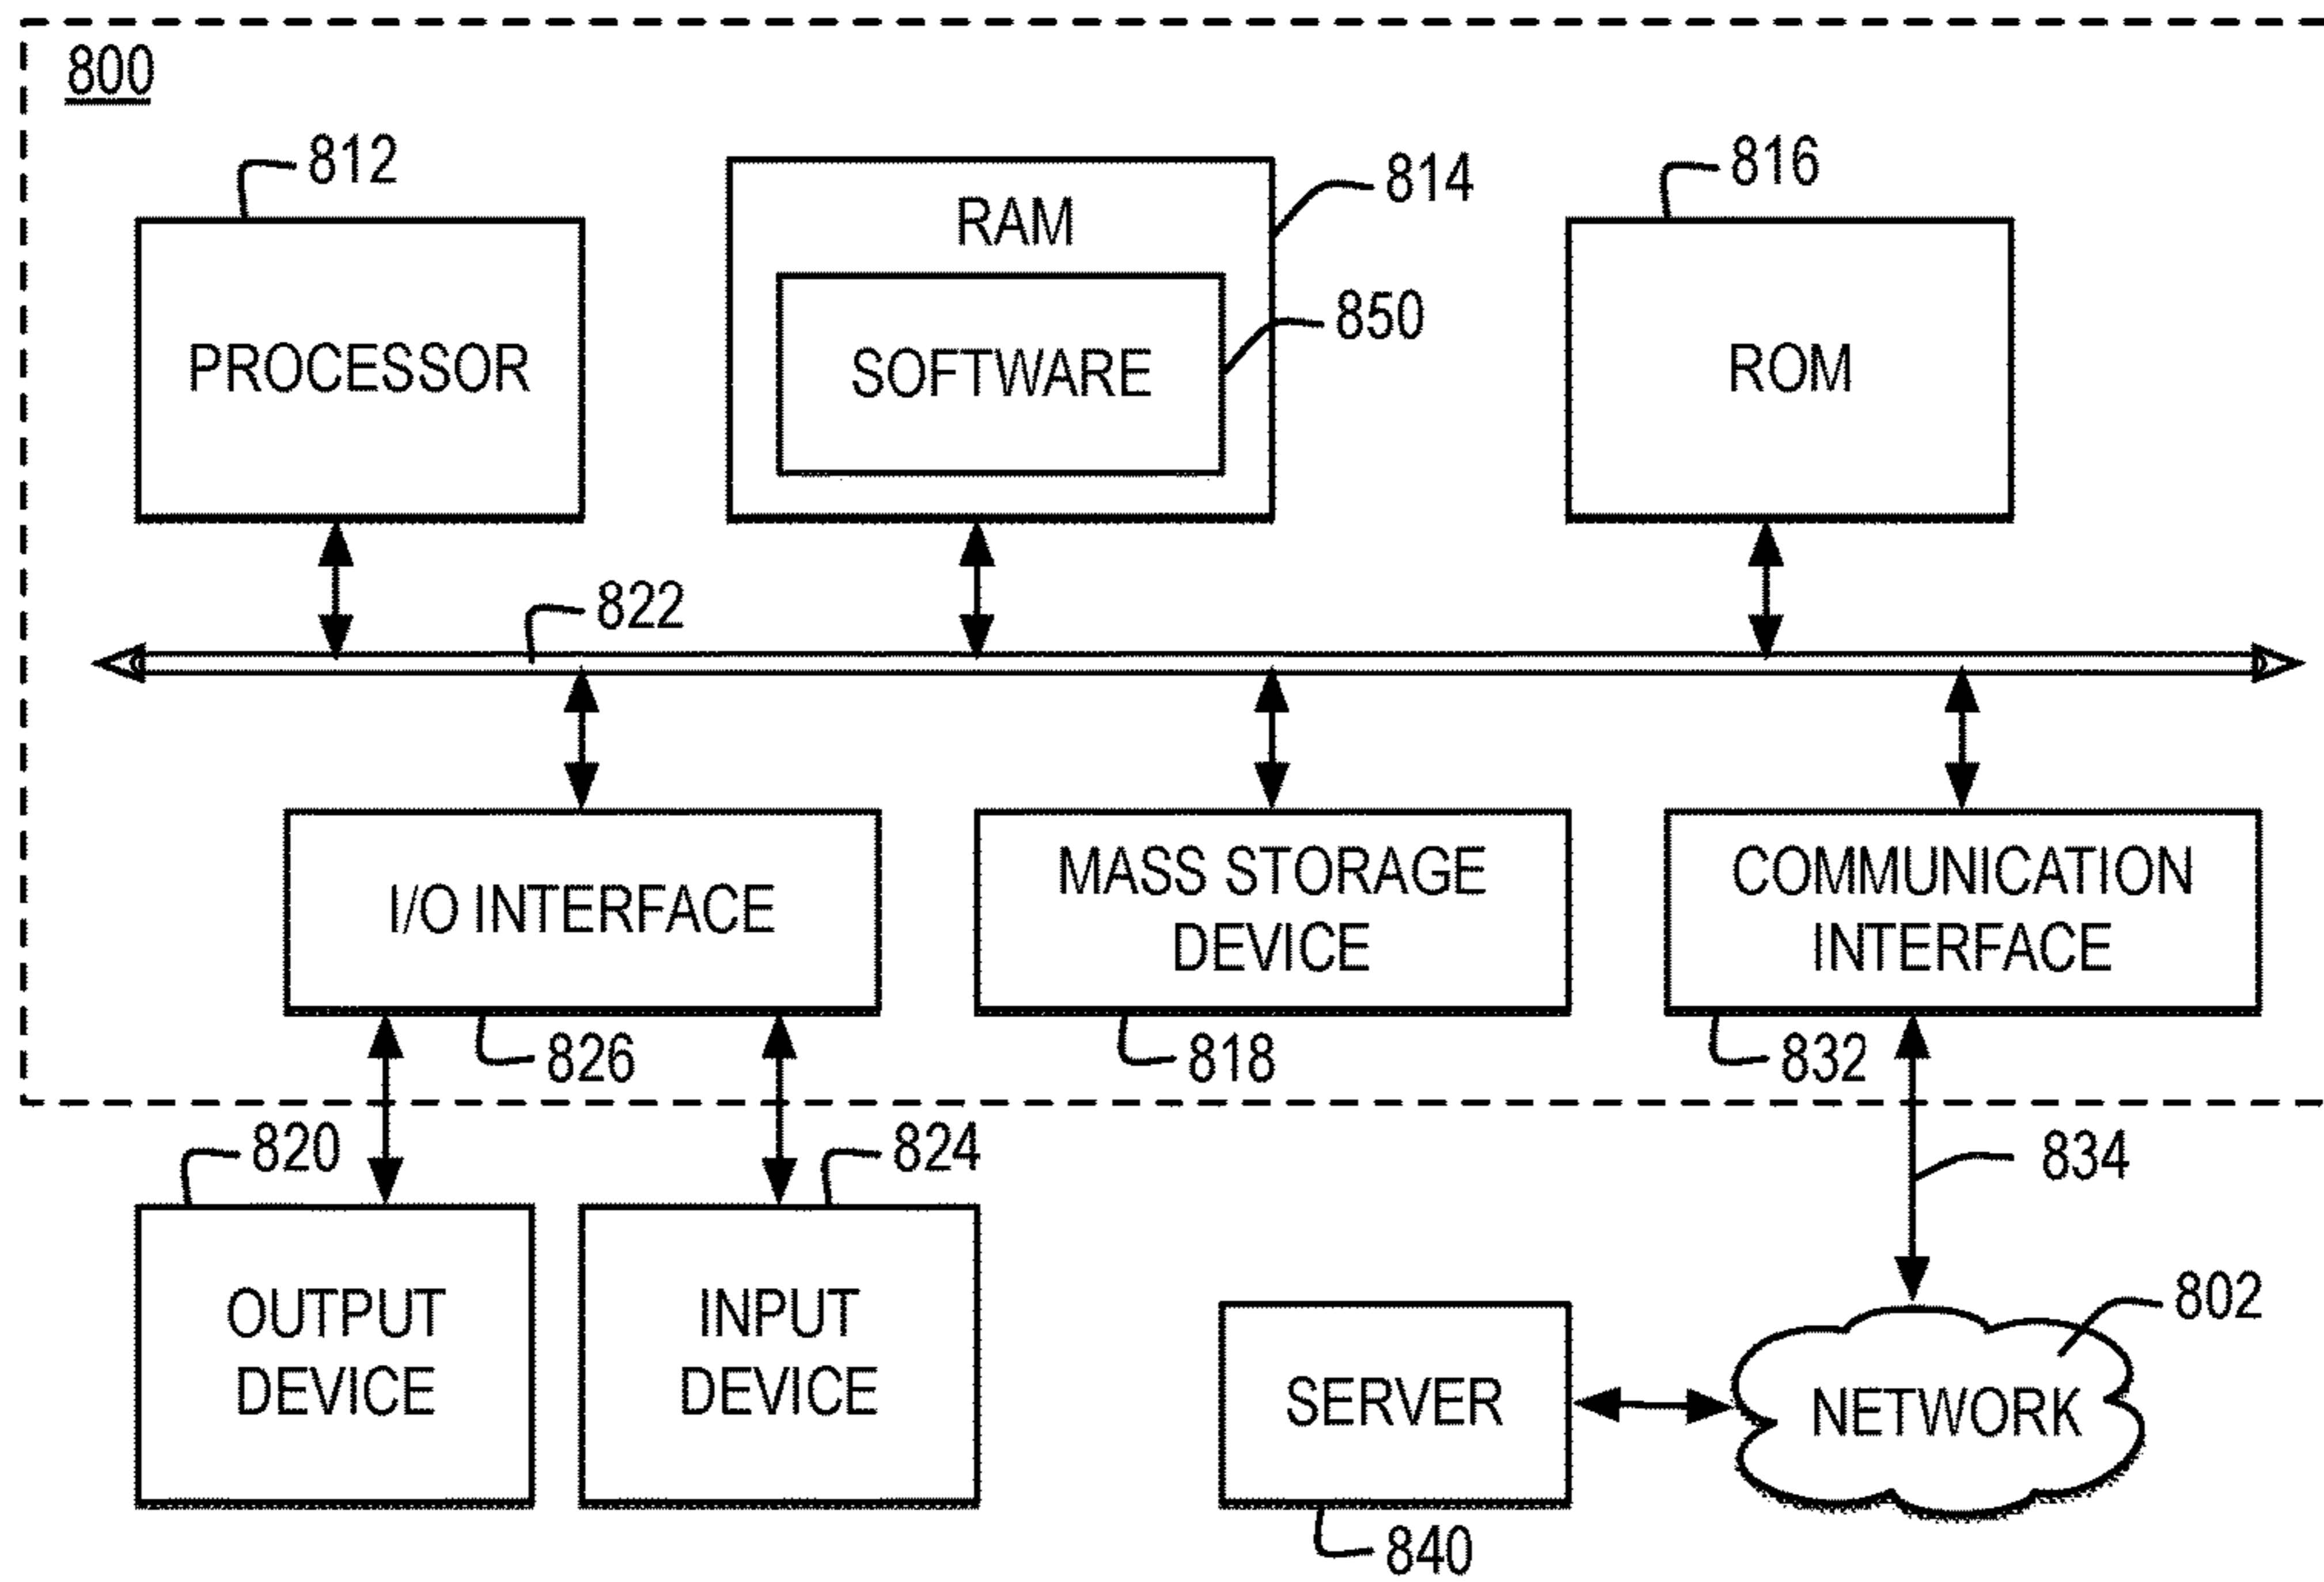 800
812
814
816
RAM
850
PROCESSOR
SOFTWARE
ROM
822
I/O INTERFACE
MASS STORAGE
DEVICE
COMMUNICATION
INTERFACE
826
818
832
820
824
834
OUTPUT
DEVICE
INPUT
DEVICE
802
SERVER
NETWORK
840